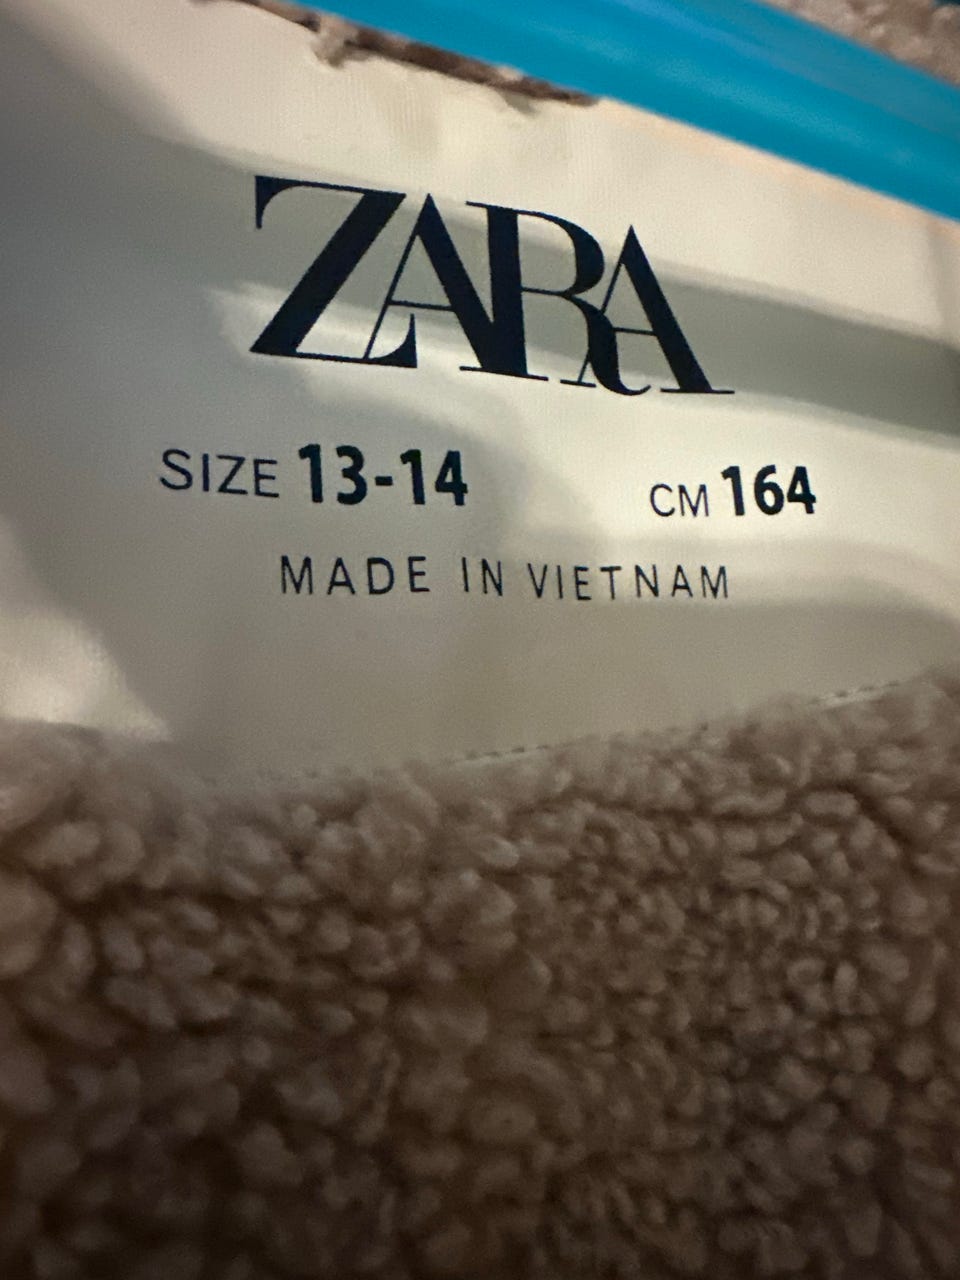 ZARA
SIZE 13-14 CM 164
MADE IN VIETNAM